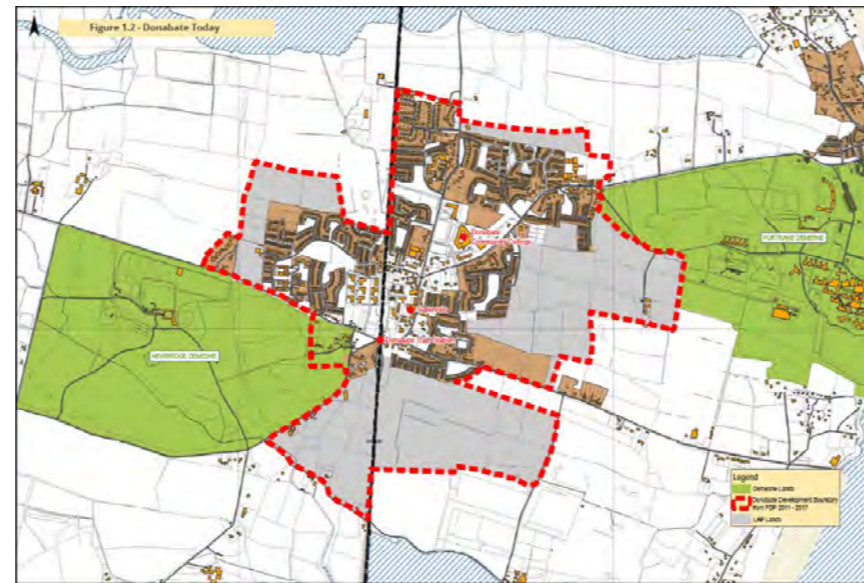 Figure 1.2 - Donabate Today
PORTRANE DEMESNE
Donabate
NEWBRIDGE DEMESNE
Donabate Train Station
Legend
Demesne Lands
Donabate Development Boundary
from FDP 2011 - 2017
LAP Lands